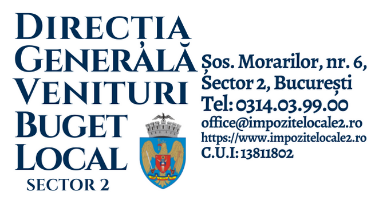 DIRECȚIA
GENERALĂ
VENITURI
BUGET
LOCAL
SECTOR 2
Șos. Morarilor, nr. 6,
Sector 2, București
Tel: 0314.03.99.00
office@impozitelocale2.ro
https://www.impozitelocale2.ro
C.U.I: 13811802